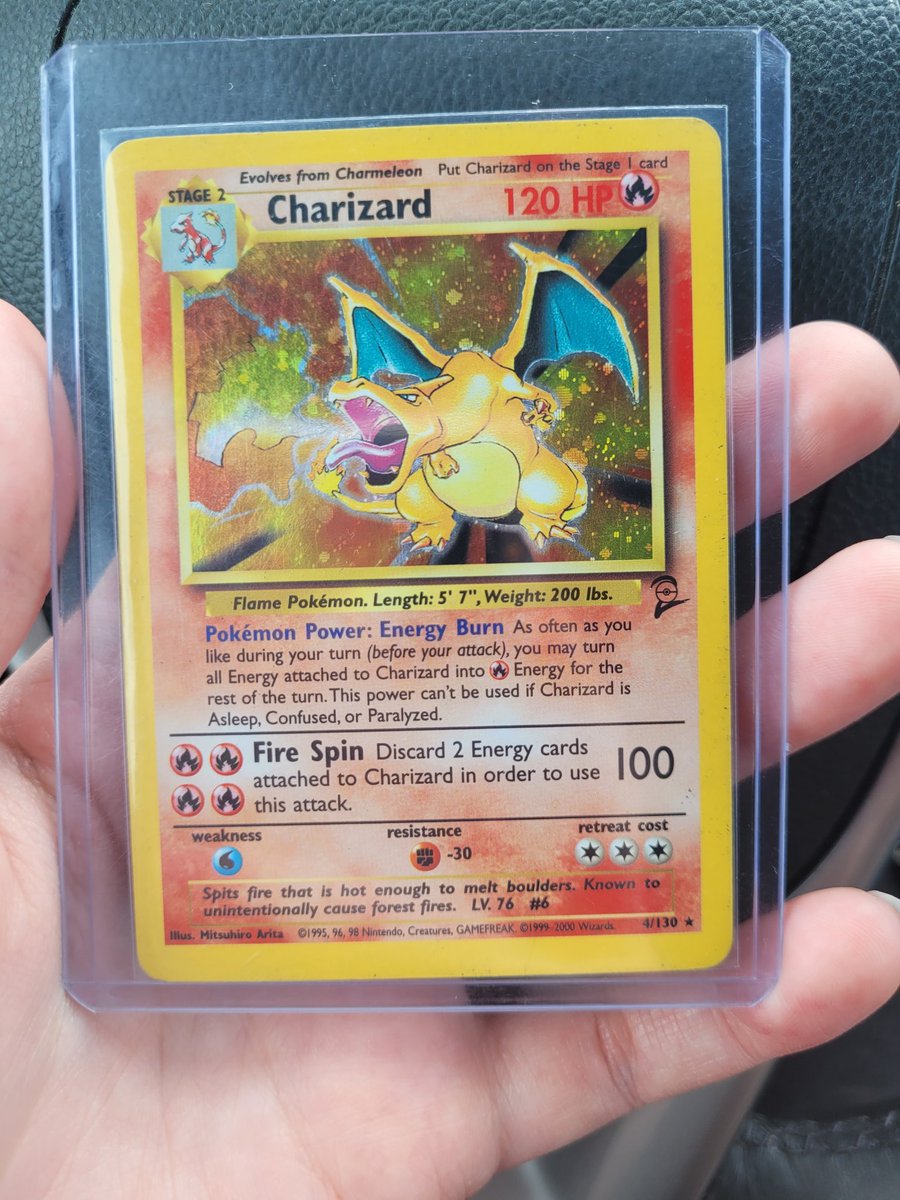 Evolves from Charmeleon Put Charizard on the Stage 1 card
STAGE 2
Charizard 120 HP
Flame Pokémon. Length: 5' 7", Weight: 200 lbs.
Pokémon Power: Energy Burn As often as you
like during your turn (before your attack), you may turn
all Energy attached to Charizard into Energy for the
rest of the turn. This power can't be used if Charizard is
Asleep, Confused, or Paralyzed.
Fire Spin Discard 2 Energy cards
attached to Charizard in order to use 100
this attack.
weakness resistance retreat cost
-30
Spits fire that is hot enough to melt boulders. Known to
unintentionally cause forest fires. LV. 76 #6
Illus. Mitsuhiro Arita ©1995, 96, 98 Nintendo, Creatures, GAMEFREAK. ©1999-2000 Wizards. 4/130 ★